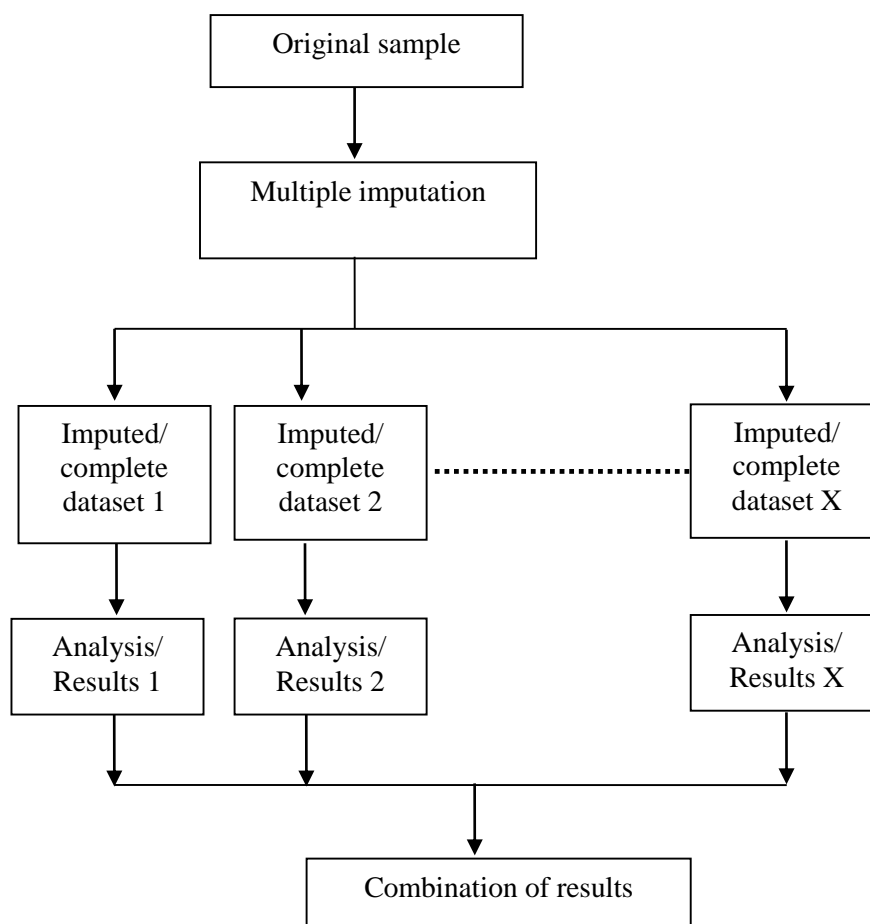 Original sample
Multiple imputation
Imputed/
complete
dataset 1
Imputed/
complete
dataset 2
Imputed/
complete
dataset X
Analysis/
Results 1
Analysis/
Results 2
Analysis/
Results X
Combination of results